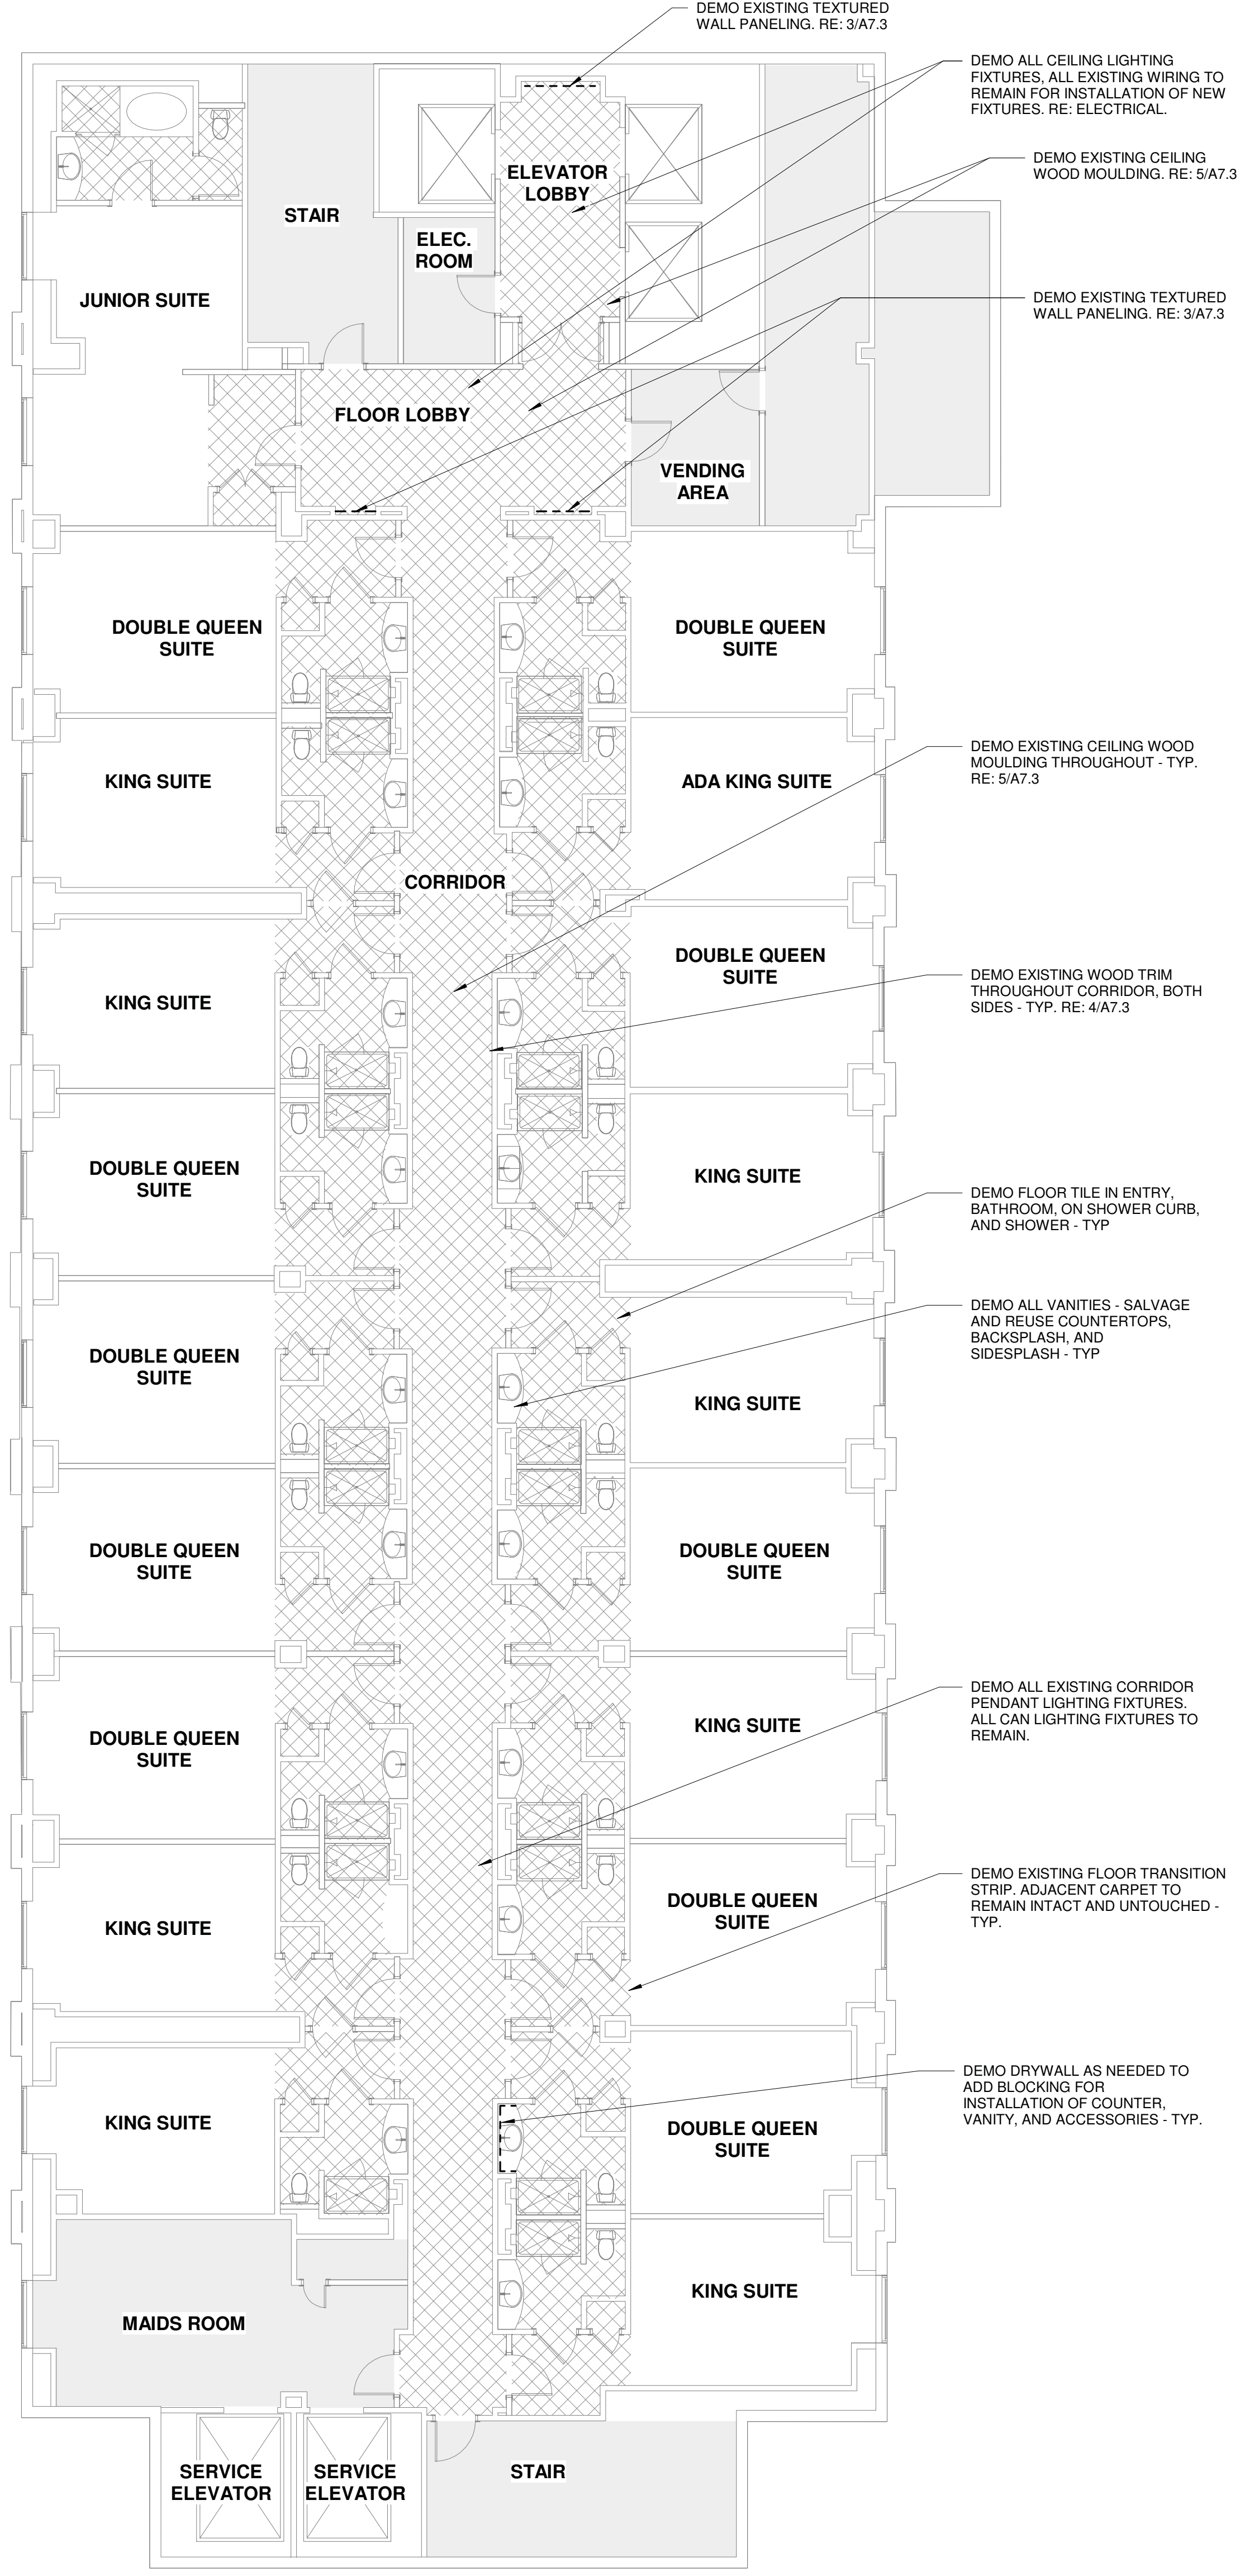 DEMO EXISTING TEXTURED
WALL PANELING. RE: 3/A7.3
DEMO ALL CEILING LIGHTING
FIXTURES, ALL EXISTING WIRING TO
REMAIN FOR INSTALLATION OF NEW
FIXTURES. RE: ELECTRICAL.
DEMO EXISTING CEILING
WOOD MOULDING. RE: 5/A7.3
ELEVATOR
LOBBY
STAIR
ELEC.
ROOM
JUNIOR SUITE
DEMO EXISTING TEXTURED
WALL PANELING. RE: 3/A7.3
FLOOR LOBBY
VENDING
AREA
DOUBLE QUEEN
SUITE
DOUBLE QUEEN
SUITE
DEMO EXISTING CEILING WOOD
MOULDING THROUGHOUT - TYP.
RE: 5/A7.3
KING SUITE
ADA KING SUITE
CORRIDOR
DOUBLE QUEEN
SUITE
DEMO EXISTING WOOD TRIM
THROUGHOUT CORRIDOR, BOTH
SIDES - TYP. RE: 4/A7.3
KING SUITE
DOUBLE QUEEN
SUITE
KING SUITE
DEMO FLOOR TILE IN ENTRY,
BATHROOM, ON SHOWER CURB,
AND SHOWER - TYP
DEMO ALL VANITIES - SALVAGE
AND REUSE COUNTERTOPS,
BACKSPLASH, AND
SIDESPLASH - TYP
DOUBLE QUEEN
SUITE
KING SUITE
DOUBLE QUEEN
SUITE
DOUBLE QUEEN
SUITE
DEMO ALL EXISTING CORRIDOR
PENDANT LIGHTING FIXTURES.
ALL CAN LIGHTING FIXTURES TO
REMAIN.
DOUBLE QUEEN
SUITE
KING SUITE
DEMO EXISTING FLOOR TRANSITION
STRIP. ADJACENT CARPET TO
REMAIN INTACT AND UNTOUCHED -
TYP.
KING SUITE
DOUBLE QUEEN
SUITE
DEMO DRYWALL AS NEEDED TO
ADD BLOCKING FOR
INSTALLATION OF COUNTER,
VANITY, AND ACCESSORIES - TYP.
KING SUITE
DOUBLE QUEEN
SUITE
KING SUITE
MAIDS ROOM
SERVICE
ELEVATOR
SERVICE
ELEVATOR
STAIR